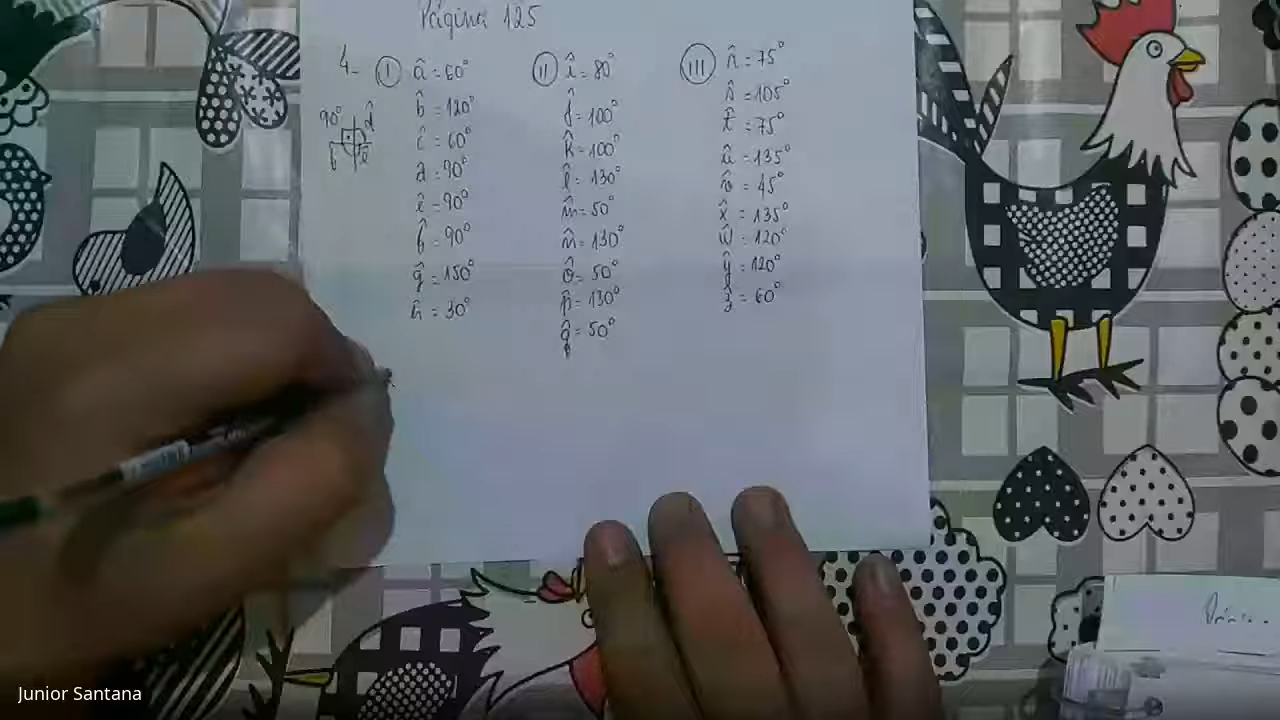 Página 125
4- I â = 60°
b̂ = 120°
ĉ = 60°
d̂ = 90°
ê = 90°
f̂ = 90°
ĝ = 150°
ĥ = 30°
90° d̂
f̂ ê
II î = 80°
ĵ = 100°
k̂ = 100°
l̂ = 130°
m̂ = 50°
n̂ = 130°
ô = 50°
p̂ = 130°
q̂ = 50°
III r̂ = 75°
ŝ = 105°
t̂ = 75°
û = 135°
v̂ = 45°
x̂ = 135°
ŵ = 120°
ŷ = 120°
ẑ = 60°
Junior Santana